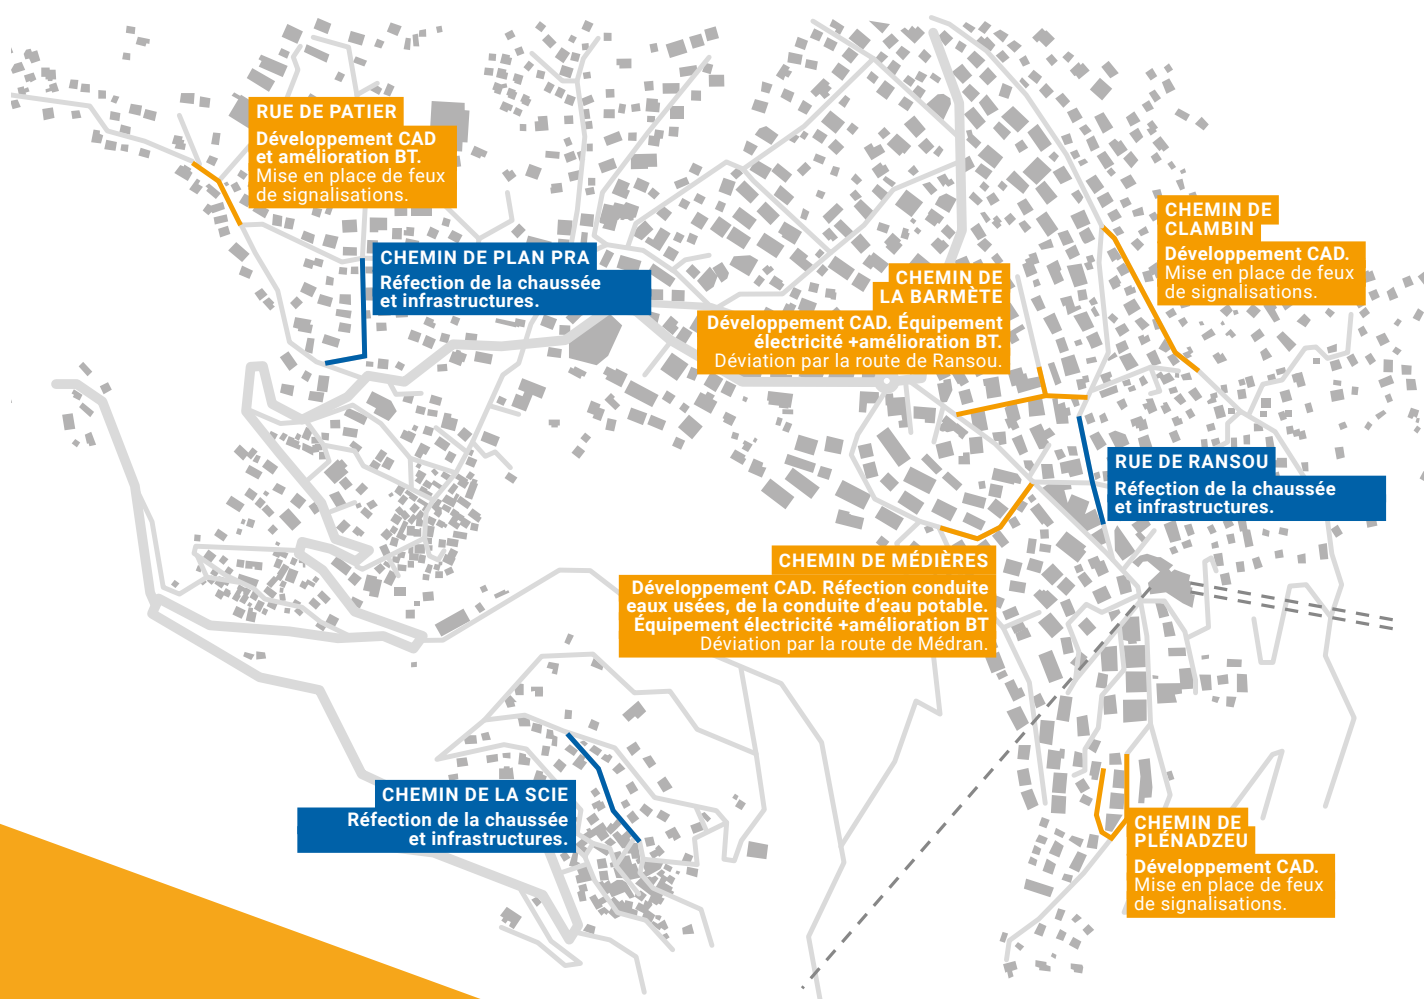 RUE DE PATIER
Développement CAD
et amélioration BT.
Mise en place de feux
de signalisations.
CHEMIN DE PLAN PRA
Réfection de la chaussée
et infrastructures.
CHEMIN DE
CLAMBIN
Développement CAD.
Mise en place de feux
de signalisations.
CHEMIN DE
LA BARMÈTE
Développement CAD. Équipement
électricité +amélioration BT.
Déviation par la route de Ransou.
RUE DE RANSOU
Réfection de la chaussée
et infrastructures.
CHEMIN DE MÉDIÈRES
Développement CAD. Réfection conduite
eaux usées, de la conduite d'eau potable.
Équipement électricité +amélioration BT
Déviation par la route de Médran.
CHEMIN DE LA SCIE
Réfection de la chaussée
et infrastructures.
CHEMIN DE
PLÉNADZEU
Développement CAD.
Mise en place de feux
de signalisations.